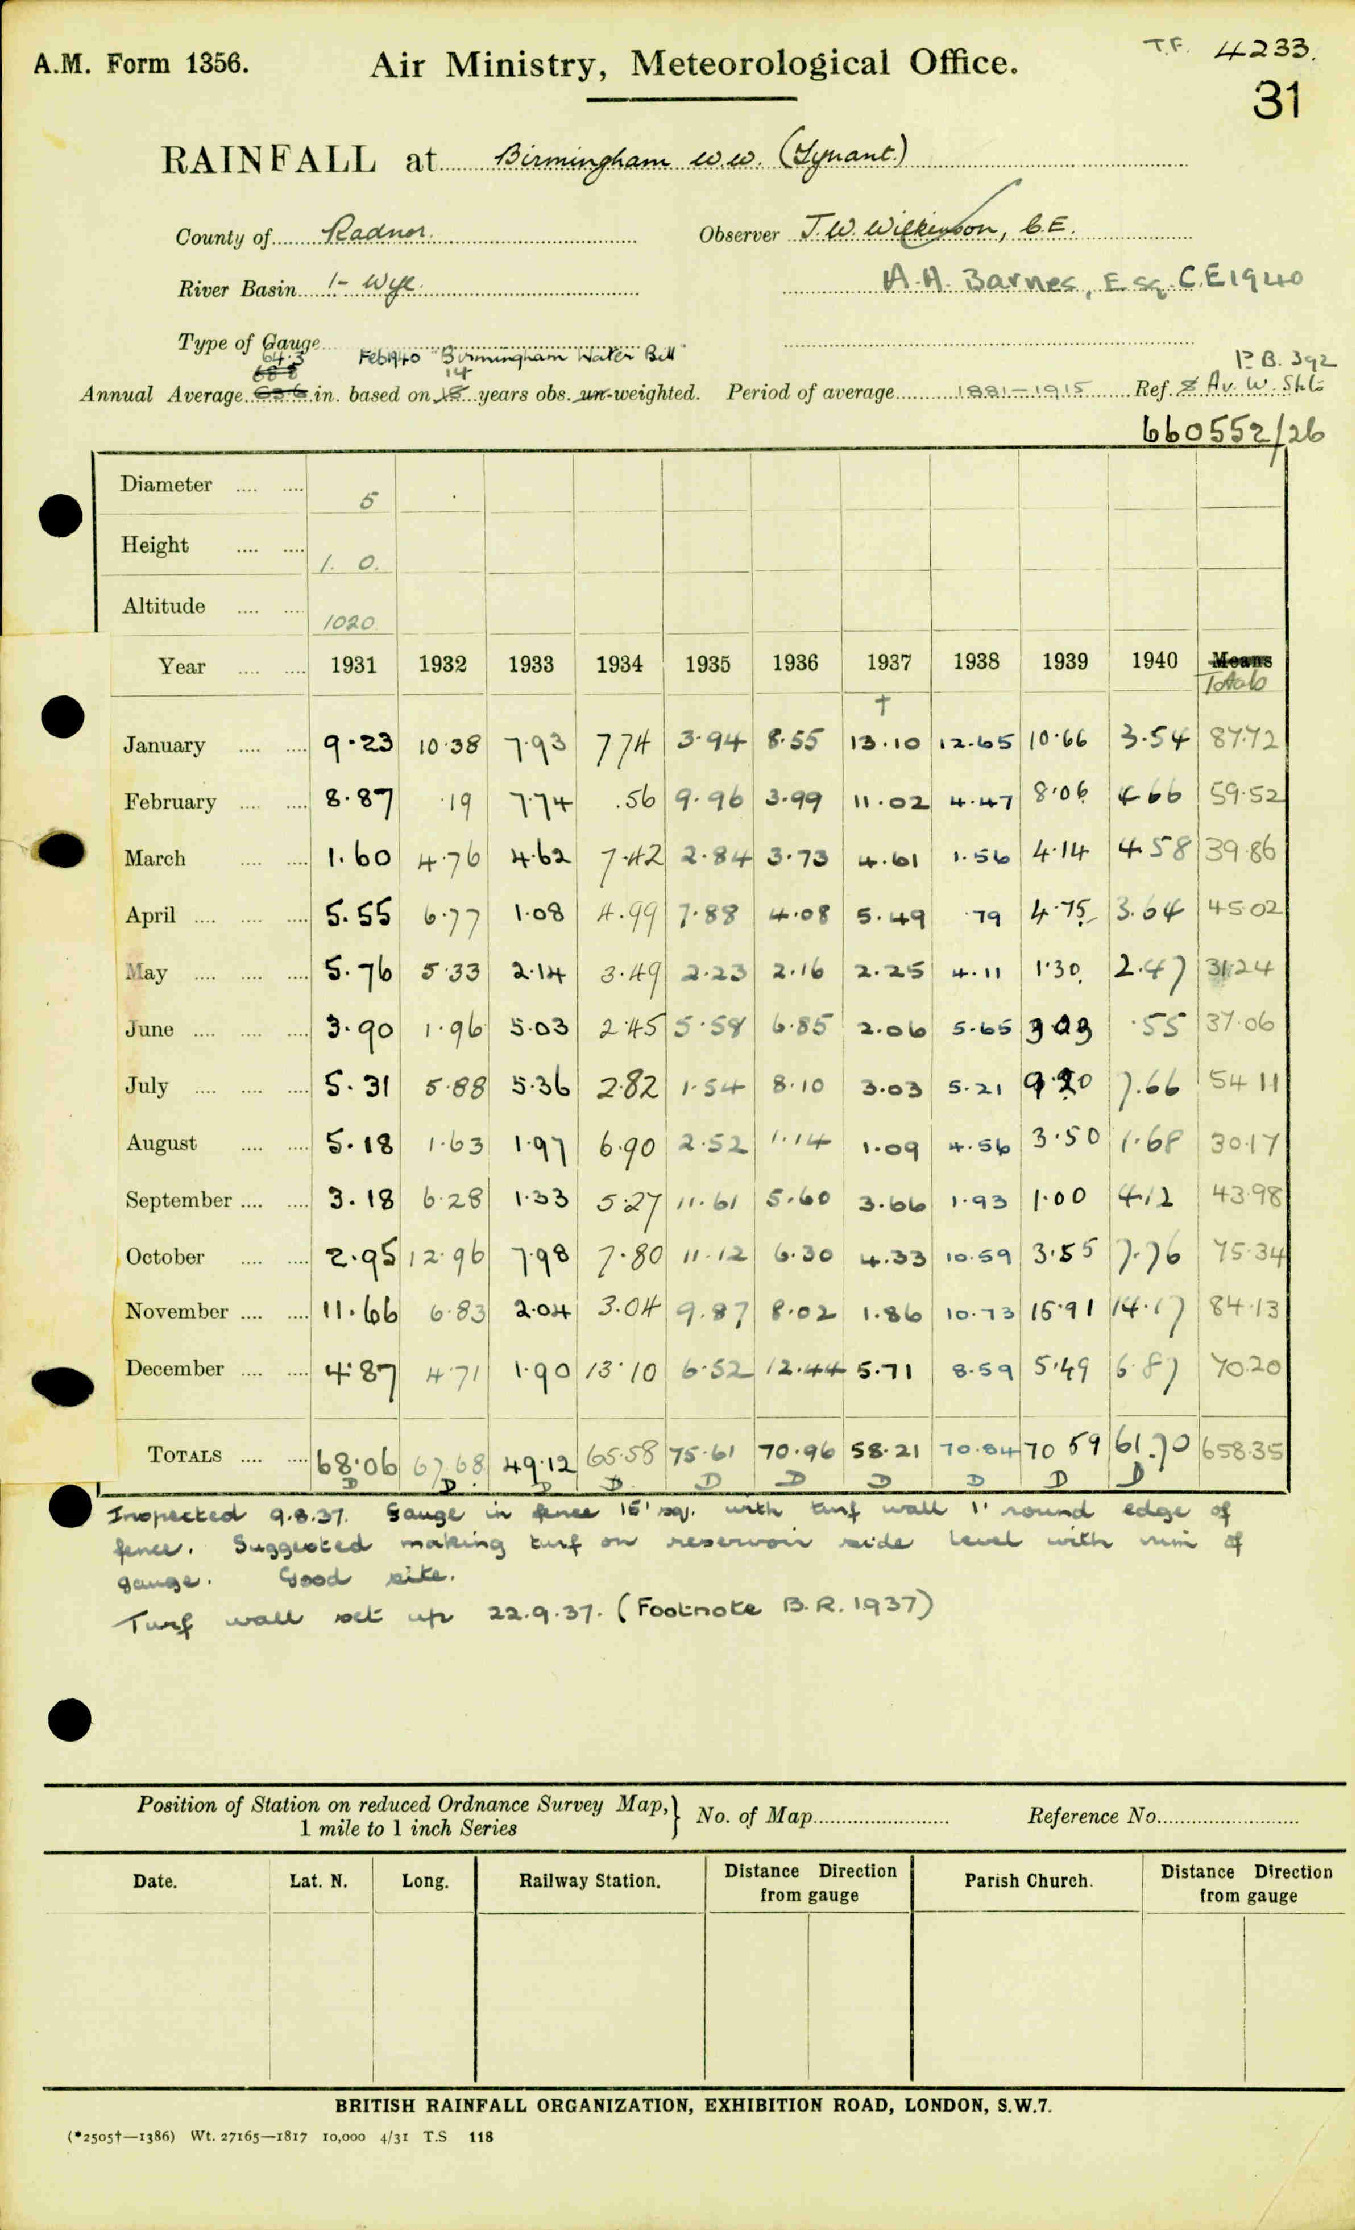 A.M. Form 1356.
Air Ministry, Meteorological Office.
T.F. 4233.
31
RAINFALL at Birmingham W.W. (Tynant.)
County of Radnor. Observer J.W. Wilkinson, C.E.
River Basin 1- Wye A.A. Barnes, Esq. C.E 1940
Type of Gauge
64.3 Feb 1940 "Birmingham Water Bill" P.B. 392
68.8 14
Annual Average 63.6 in. based on 18 years obs. un-weighted. Period of average 1881-1915 Ref. 8 Av. W. Shts
660552/26
Diameter 5
Height 1. 0.
Altitude 1020
Year 1931 1932 1933 1934 1935 1936 1937 1938 1939 1940 Means
† Totals
January 9.23 10.38 7.93 7 74 3.94 8.55 13.10 12.65 10.66 3.54 87.72
February 8.87 .19 7.74 .56 9.96 3.99 11.02 4.47 8.06 4 66 59.52
March 1.60 4.76 4.62 7.42 2.84 3.73 4.61 1.56 4.14 4.58 39.86
April 5.55 6.77 1.08 4.99 7.88 4.08 5.49 .79 4.75 3.64 45.02
May 5.76 5.33 2.14 3.49 2.23 2.16 2.25 4.11 1.30 2.47 31.24
June 3.90 1.96 5.03 2.45 5.58 6.85 2.06 5.65 3.03 .55 37.06
July 5.31 5.88 5.36 2.82 1.54 8.10 3.03 5.21 9.20 7.66 54 11
August 5.18 1.63 1.97 6.90 2.52 1.14 1.09 4.56 3.50 1.68 30.17
September 3.18 6.28 1.33 5.27 11.61 5.60 3.66 1.93 1.00 4.12 43.98
October 2.95 12.96 7.98 7.80 11.12 6.30 4.33 10.59 3.55 7.76 75.34
November 11.66 6.83 2.04 3.04 9.87 8.02 1.86 10.73 15.91 14.17 84.13
December 4.87 4.71 1.90 13.10 6.52 12.44 5.71 8.59 5.49 6.87 70.20
TOTALS 68.06 67.68 49.12 65.58 75.61 70.96 58.21 70.84 70 59 61.70 658.35
D D D D D D D D D D
Inspected 9.8.37. Gauge in fence 15' sq. with turf wall 1' round edge of
fence. Suggested making turf on reservoir side level with rim of
gauge. Good site.
Turf wall set up 22.9.37. (Footnote B.R. 1937)
Position of Station on reduced Ordnance Survey Map, 1 mile to 1 inch Series } No. of Map Reference No.
Date. Lat. N. Long. Railway Station. Distance Direction from gauge Parish Church. Distance Direction from gauge
BRITISH RAINFALL ORGANIZATION, EXHIBITION ROAD, LONDON, S.W.7.
(*2505†—1386) Wt. 27165—1817 10,000 4/31 T.S 118